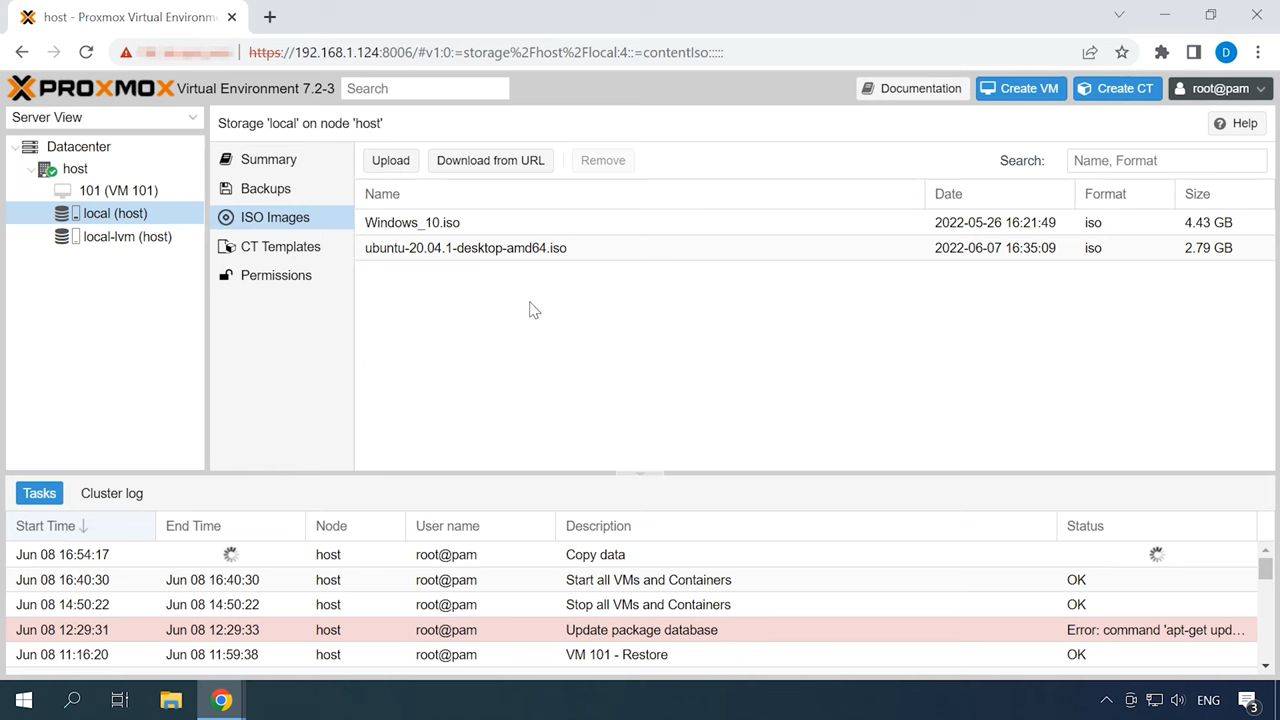 host - Proxmox Virtual Environm
https://192.168.1.124:8006/#v1:0:=storage%2Fhost%2Flocal:4::=contentIso:::::
D
PROXMOX Virtual Environment 7.2-3 Search Documentation Create VM Create CT root@pam
Server View
Storage 'local' on node 'host' Help
Datacenter
host
101 (VM 101)
local (host)
local-lvm (host)
Summary
Backups
ISO Images
CT Templates
Permissions
Upload Download from URL Remove Search: Name, Format
Name Date Format Size
Windows_10.iso 2022-05-26 16:21:49 iso 4.43 GB
ubuntu-20.04.1-desktop-amd64.iso 2022-06-07 16:35:09 iso 2.79 GB
Tasks Cluster log
Start Time End Time Node User name Description Status
Jun 08 16:54:17 host root@pam Copy data
Jun 08 16:40:30 Jun 08 16:40:30 host root@pam Start all VMs and Containers OK
Jun 08 14:50:22 Jun 08 14:50:22 host root@pam Stop all VMs and Containers OK
Jun 08 12:29:31 Jun 08 12:29:33 host root@pam Update package database Error: command 'apt-get upd...
Jun 08 11:16:20 Jun 08 11:59:38 host root@pam VM 101 - Restore OK
ENG
3